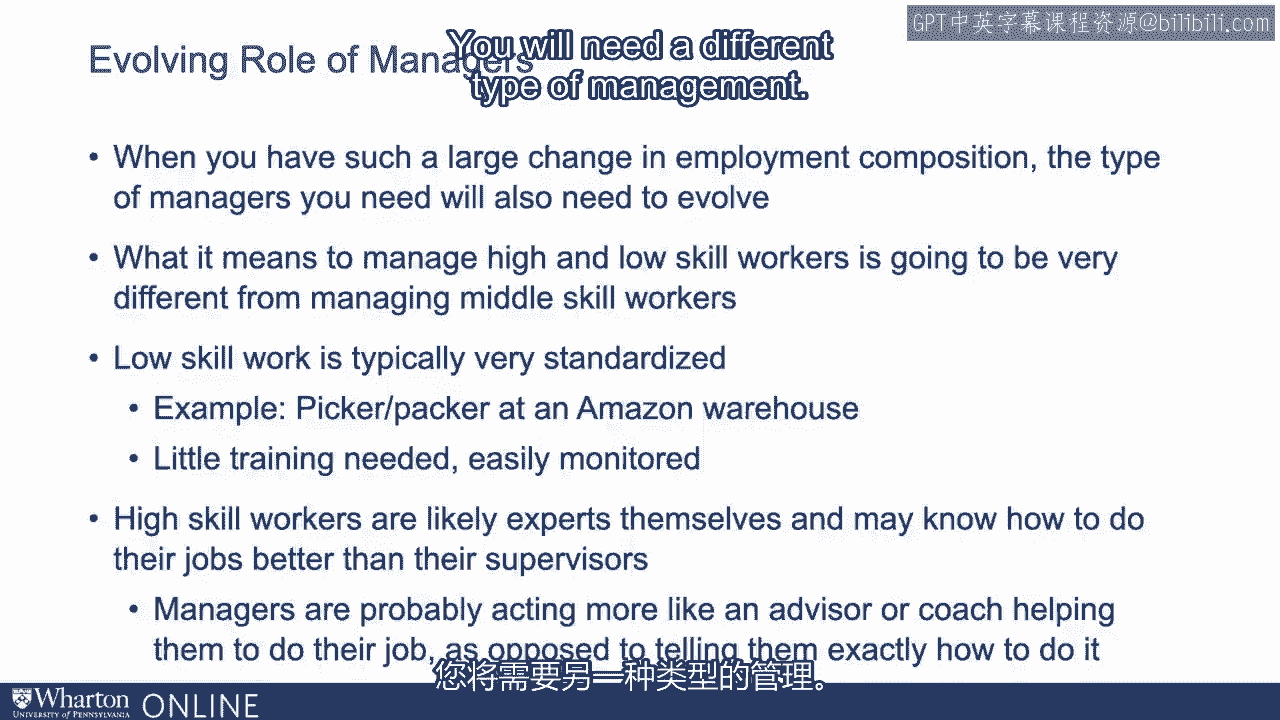 GPT中英字幕课程资源@bilibili.com
You will need a different
type of management.
Evolving Role of Managers
• When you have such a large change in employment composition, the type
of managers you need will also need to evolve
• What it means to manage high and low skill workers is going to be very
different from managing middle skill workers
• Low skill work is typically very standardized
• Example: Picker/packer at an Amazon warehouse
• Little training needed, easily monitored
• High skill workers are likely experts themselves and may know how to do
their jobs better than their supervisors
• Managers are probably acting more like an advisor or coach helping
them to do their job, as opposed to telling them exactly how to do it
您将需要另一种类型的管理。
Wharton ONLINE
UNIVERSITY of PENNSYLVANIA